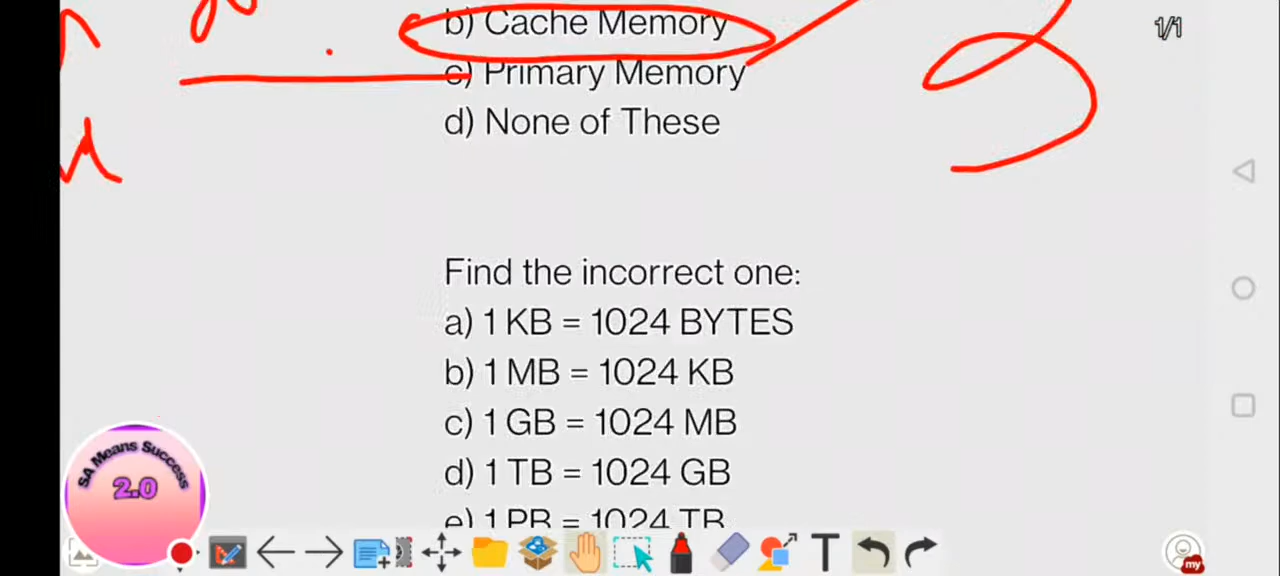 b) Cache Memory
1/1
c) Primary Memory
d) None of These
Find the incorrect one:
a) 1 KB = 1024 BYTES
b) 1 MB = 1024 KB
c) 1 GB = 1024 MB
d) 1 TB = 1024 GB
e) 1 PB = 1024 TB
SA Means Success
2.0
T
my